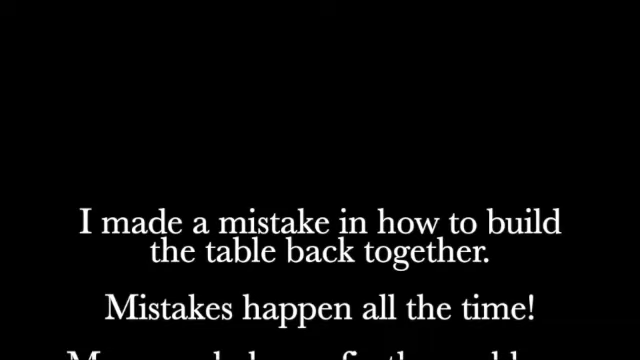 I made a mistake in how to build
the table back together.
Mistakes happen all the time!